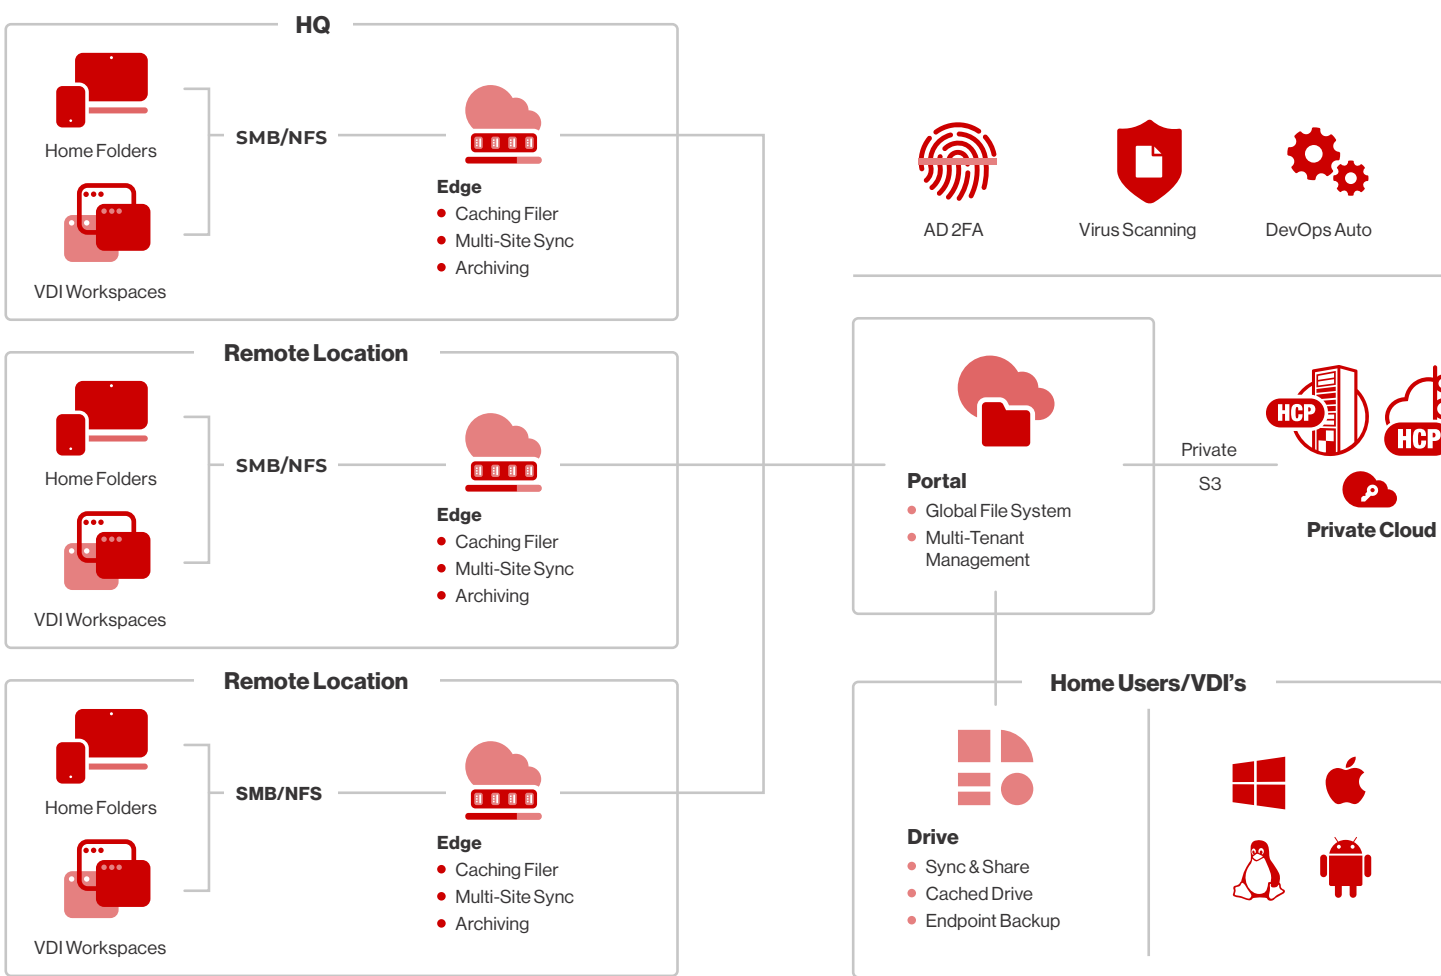 HQ
Home Folders
SMB/NFS
VDI Workspaces
Edge
Caching Filer
Multi-Site Sync
Archiving
Remote Location
Home Folders
SMB/NFS
VDI Workspaces
Edge
Caching Filer
Multi-Site Sync
Archiving
Remote Location
Home Folders
SMB/NFS
VDI Workspaces
Edge
Caching Filer
Multi-Site Sync
Archiving
AD 2FA
Virus Scanning
DevOps Auto
Portal
Global File System
Multi-Tenant
Management
Private
S3
HCP
HCP
Private Cloud
Home Users/VDI's
Drive
Sync & Share
Cached Drive
Endpoint Backup